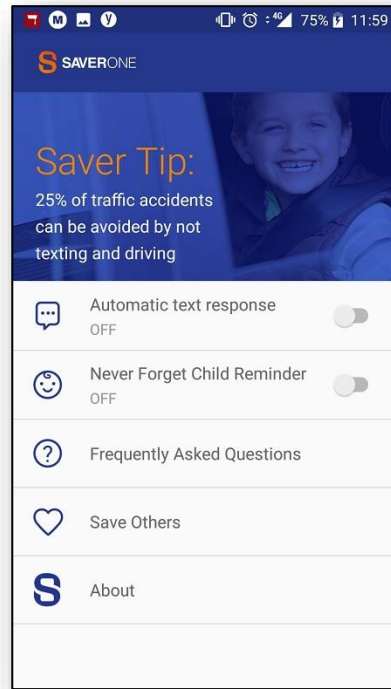 M y 4G 75% 11:59
S SAVERONE
Saver Tip:
25% of traffic accidents
can be avoided by not
texting and driving
Automatic text response
OFF
Never Forget Child Reminder
OFF
? Frequently Asked Questions
Save Others
S About